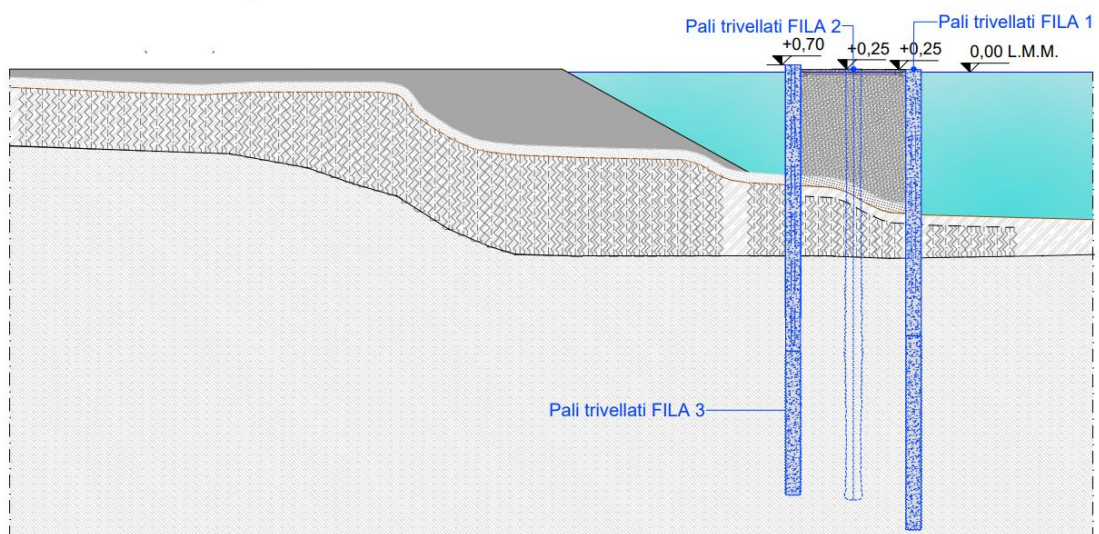 Pali trivellati FILA 2
Pali trivellati FILA 1
+0,70
+0,25
+0,25
0,00 L.M.M.
Pali trivellati FILA 3